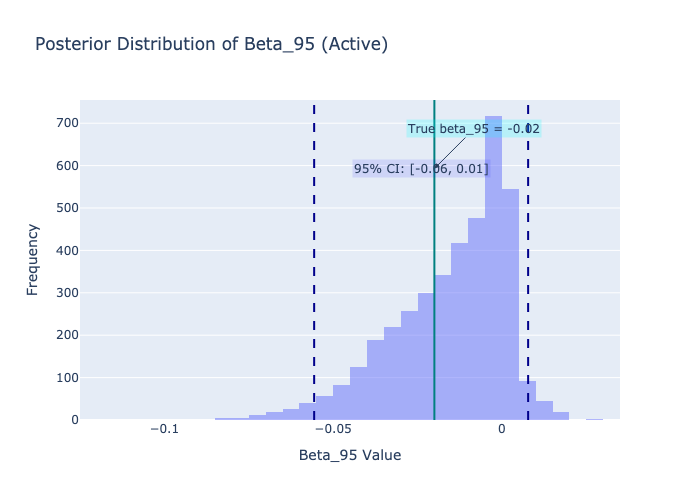 Posterior Distribution of Beta_95 (Active)
700
True beta_95 = -0.02
600
95% CI: [-0.06, 0.01]
500
400
300
200
100
0
Frequency
−0.1
−0.05
0
Beta_95 Value